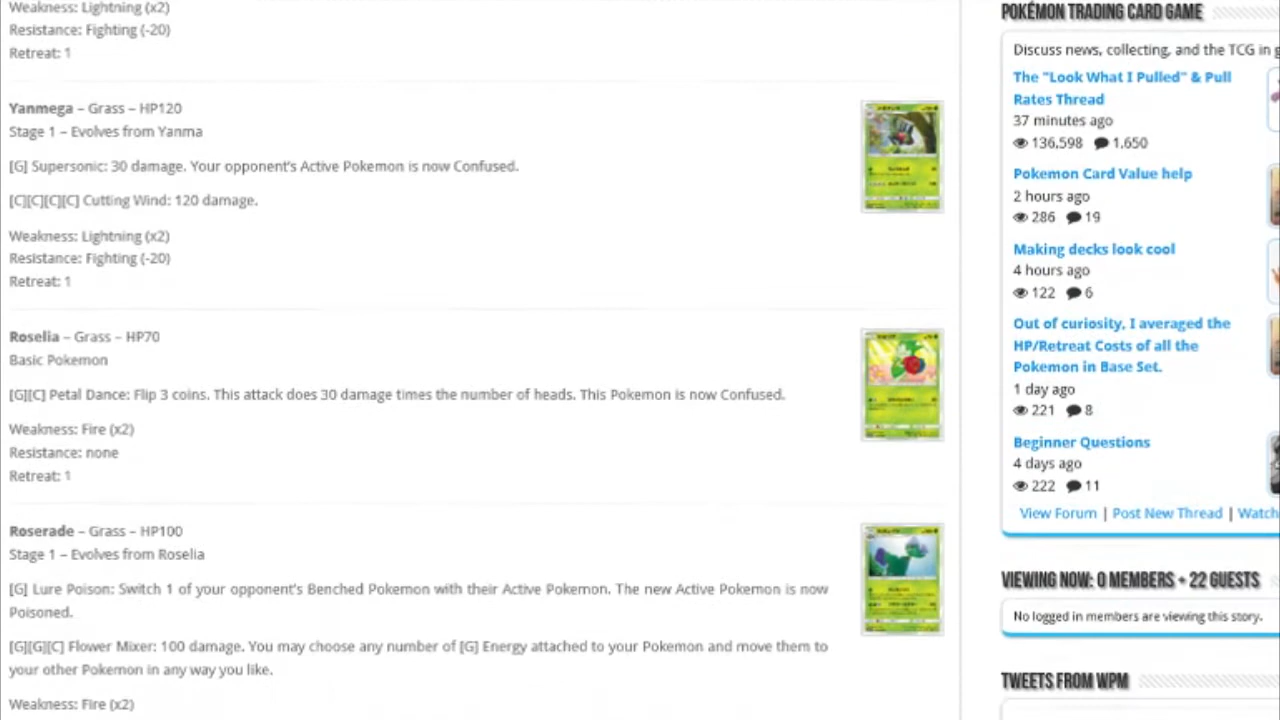 Weakness: Lightning (x2)
Resistance: Fighting (-20)
Retreat: 1
Yanmega – Grass – HP120
Stage 1 – Evolves from Yanma
[G] Supersonic: 30 damage. Your opponent's Active Pokemon is now Confused.
[C][C][C][C] Cutting Wind: 120 damage.
Weakness: Lightning (x2)
Resistance: Fighting (-20)
Retreat: 1
Roselia – Grass – HP70
Basic Pokemon
[G][C] Petal Dance: Flip 3 coins. This attack does 30 damage times the number of heads. This Pokemon is now Confused.
Weakness: Fire (x2)
Resistance: none
Retreat: 1
Roserade – Grass – HP100
Stage 1 – Evolves from Roselia
[G] Lure Poison: Switch 1 of your opponent's Benched Pokemon with their Active Pokemon. The new Active Pokemon is now
Poisoned.
[G][G][C] Flower Mixer: 100 damage. You may choose any number of [G] Energy attached to your Pokemon and move them to
your other Pokemon in any way you like.
Weakness: Fire (x2)
POKÉMON TRADING CARD GAME
Discuss news, collecting, and the TCG in g
The "Look What I Pulled" & Pull
Rates Thread
37 minutes ago
136,598 1,650
Pokemon Card Value help
2 hours ago
286 19
Making decks look cool
4 hours ago
122 6
Out of curiosity, I averaged the
HP/Retreat Costs of all the
Pokemon in Base Set.
1 day ago
221 8
Beginner Questions
4 days ago
222 11
View Forum | Post New Thread | Watch
VIEWING NOW: 0 MEMBERS + 22 GUESTS
No logged in members are viewing this story.
TWEETS FROM WPM